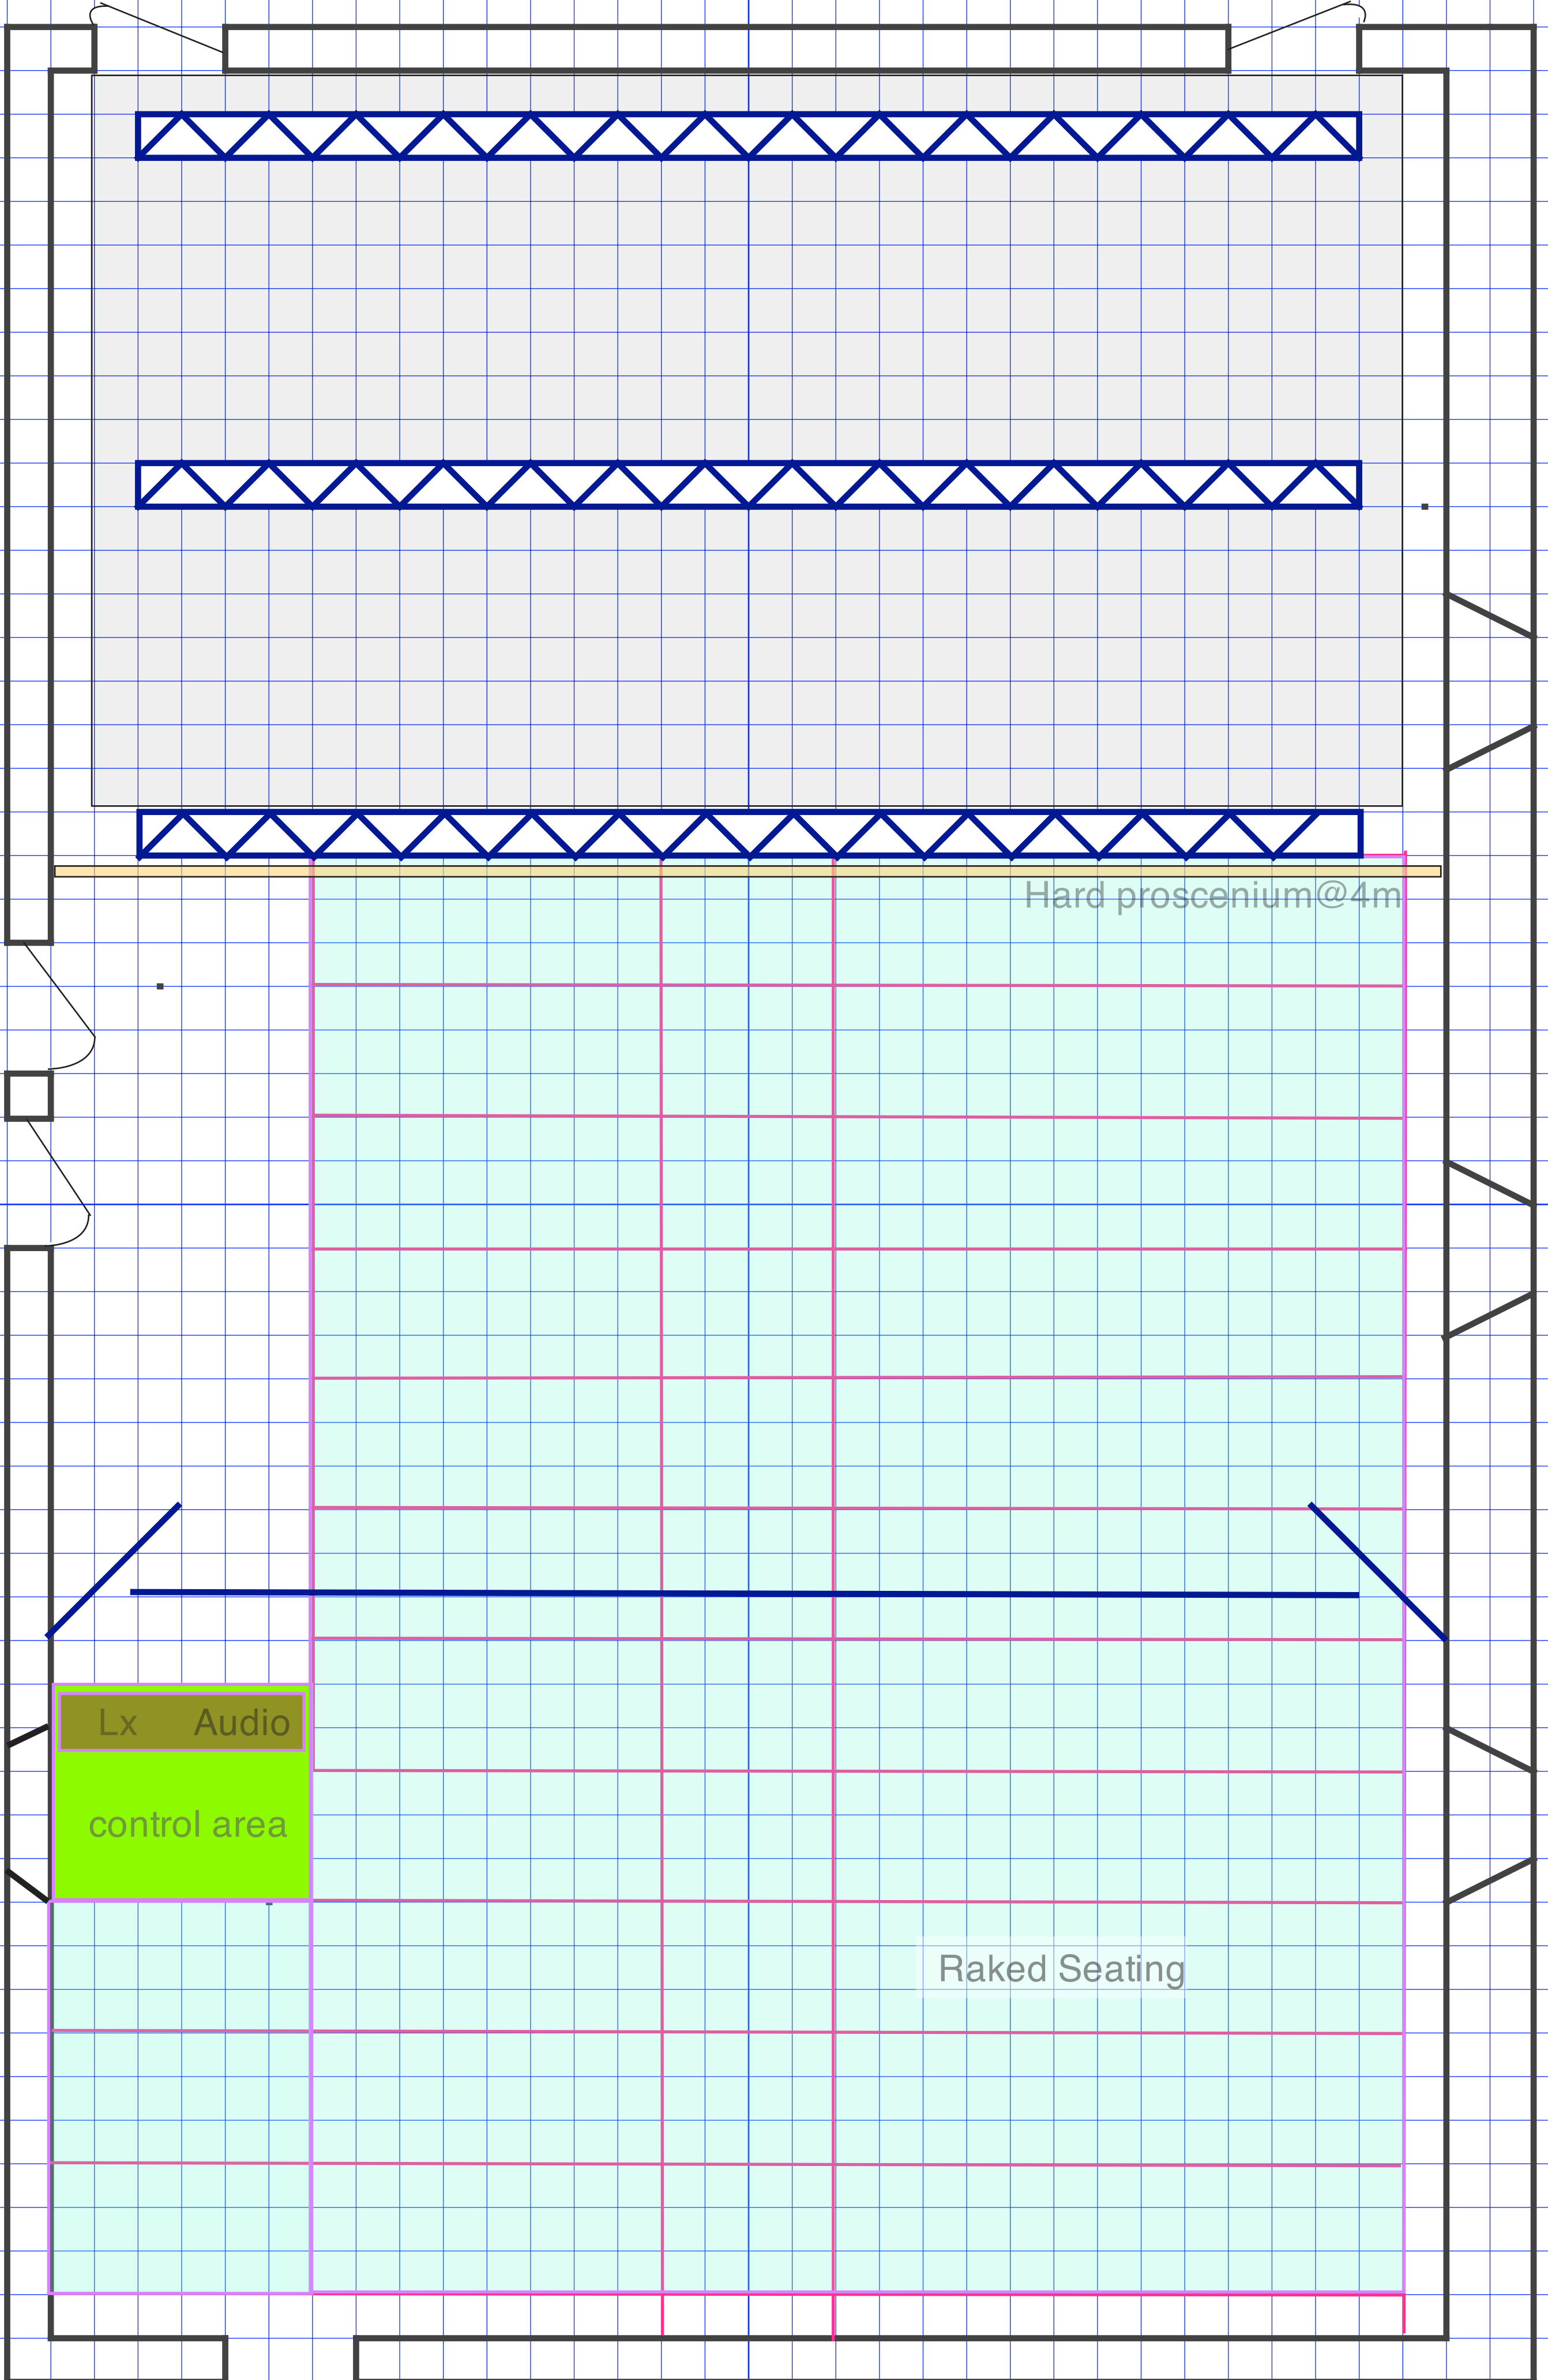 Hard proscenium@4m
Lx Audio
control area
Raked Seating